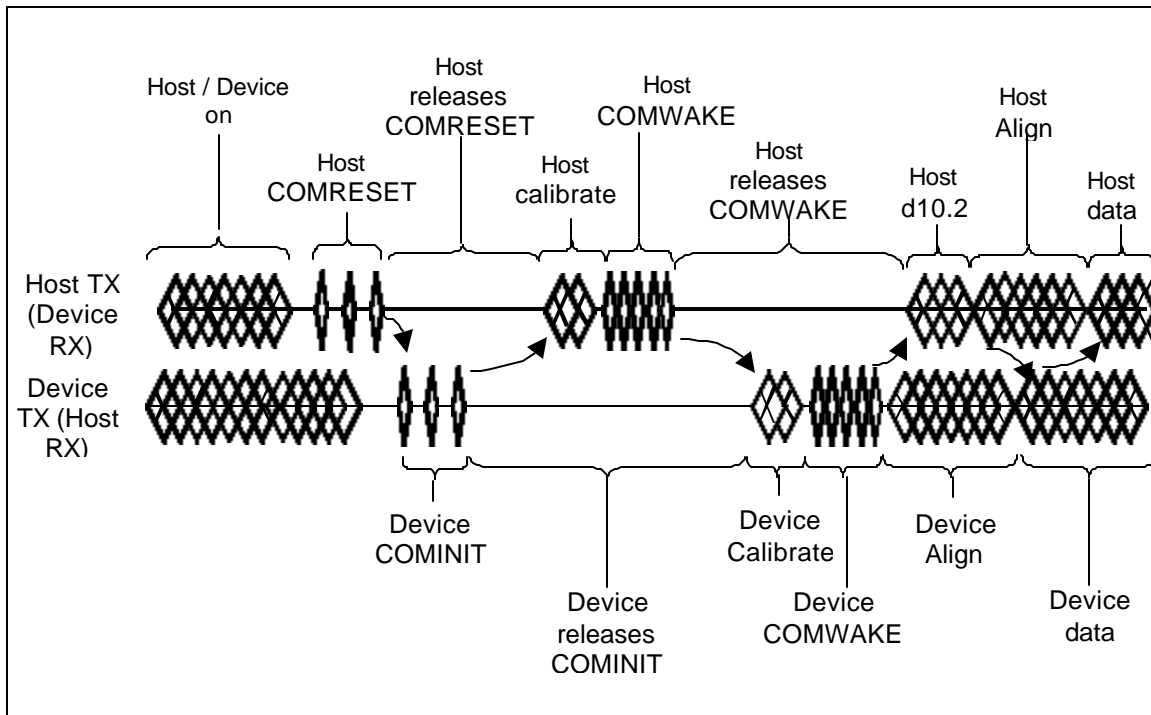 Host / Device
on
Host
COMRESET
Host
releases
COMRESET
Host
calibrate
Host
COMWAKE
Host
releases
COMWAKE
Host
d10.2
Host
Align
Host
data
Host TX
(Device
RX)
Device
TX (Host
RX)
Device
COMINIT
Device
releases
COMINIT
Device
Calibrate
Device
COMWAKE
Device
Align
Device
data